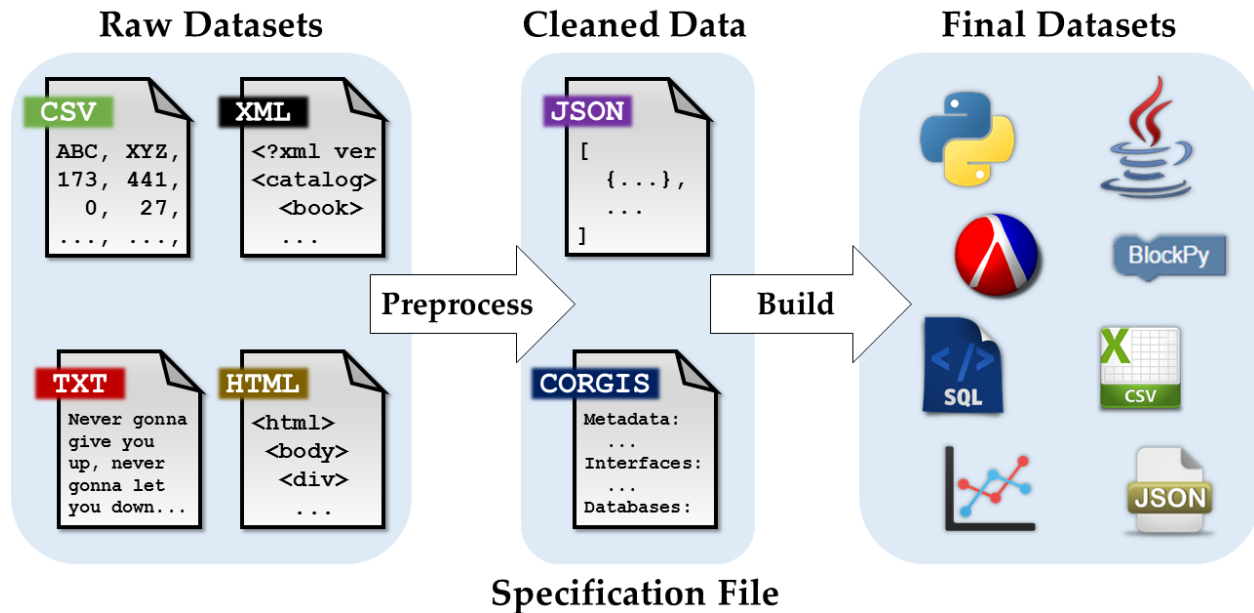 Raw Datasets
Cleaned Data
Final Datasets
CSV
ABC, XYZ,
173, 441,
0, 27,
..., ...,
XML
<?xml ver
<catalog>
<book>
...
TXT
Never gonna
give you
up, never
gonna let
you down...
HTML
<html>
<body>
<div>
...
Preprocess
JSON
[
{...},
...
]
CORGIS
Metadata:
...
Interfaces:
...
Databases:
Build
BlockPy
</>
SQL
X
CSV
JSON
Specification File